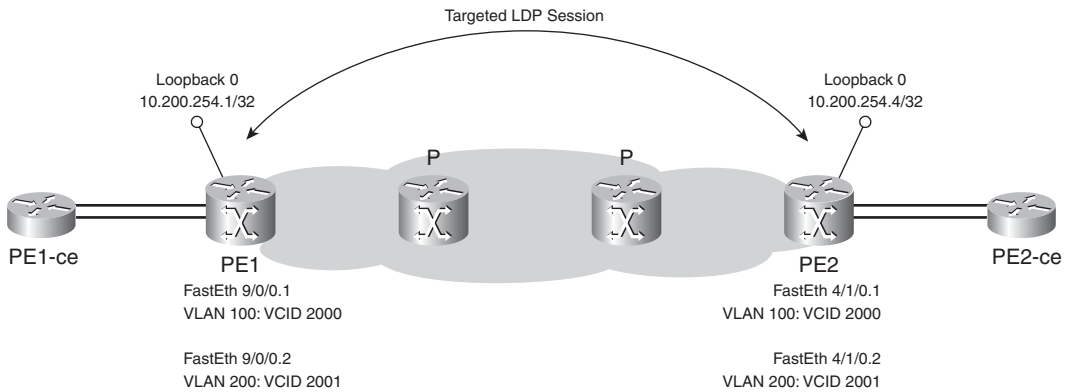 Targeted LDP Session
Loopback 0
10.200.254.1/32
Loopback 0
10.200.254.4/32
P
P
PE1-ce
PE1
PE2
PE2-ce
FastEth 9/0/0.1
VLAN 100: VCID 2000
FastEth 4/1/0.1
VLAN 100: VCID 2000
FastEth 9/0/0.2
VLAN 200: VCID 2001
FastEth 4/1/0.2
VLAN 200: VCID 2001